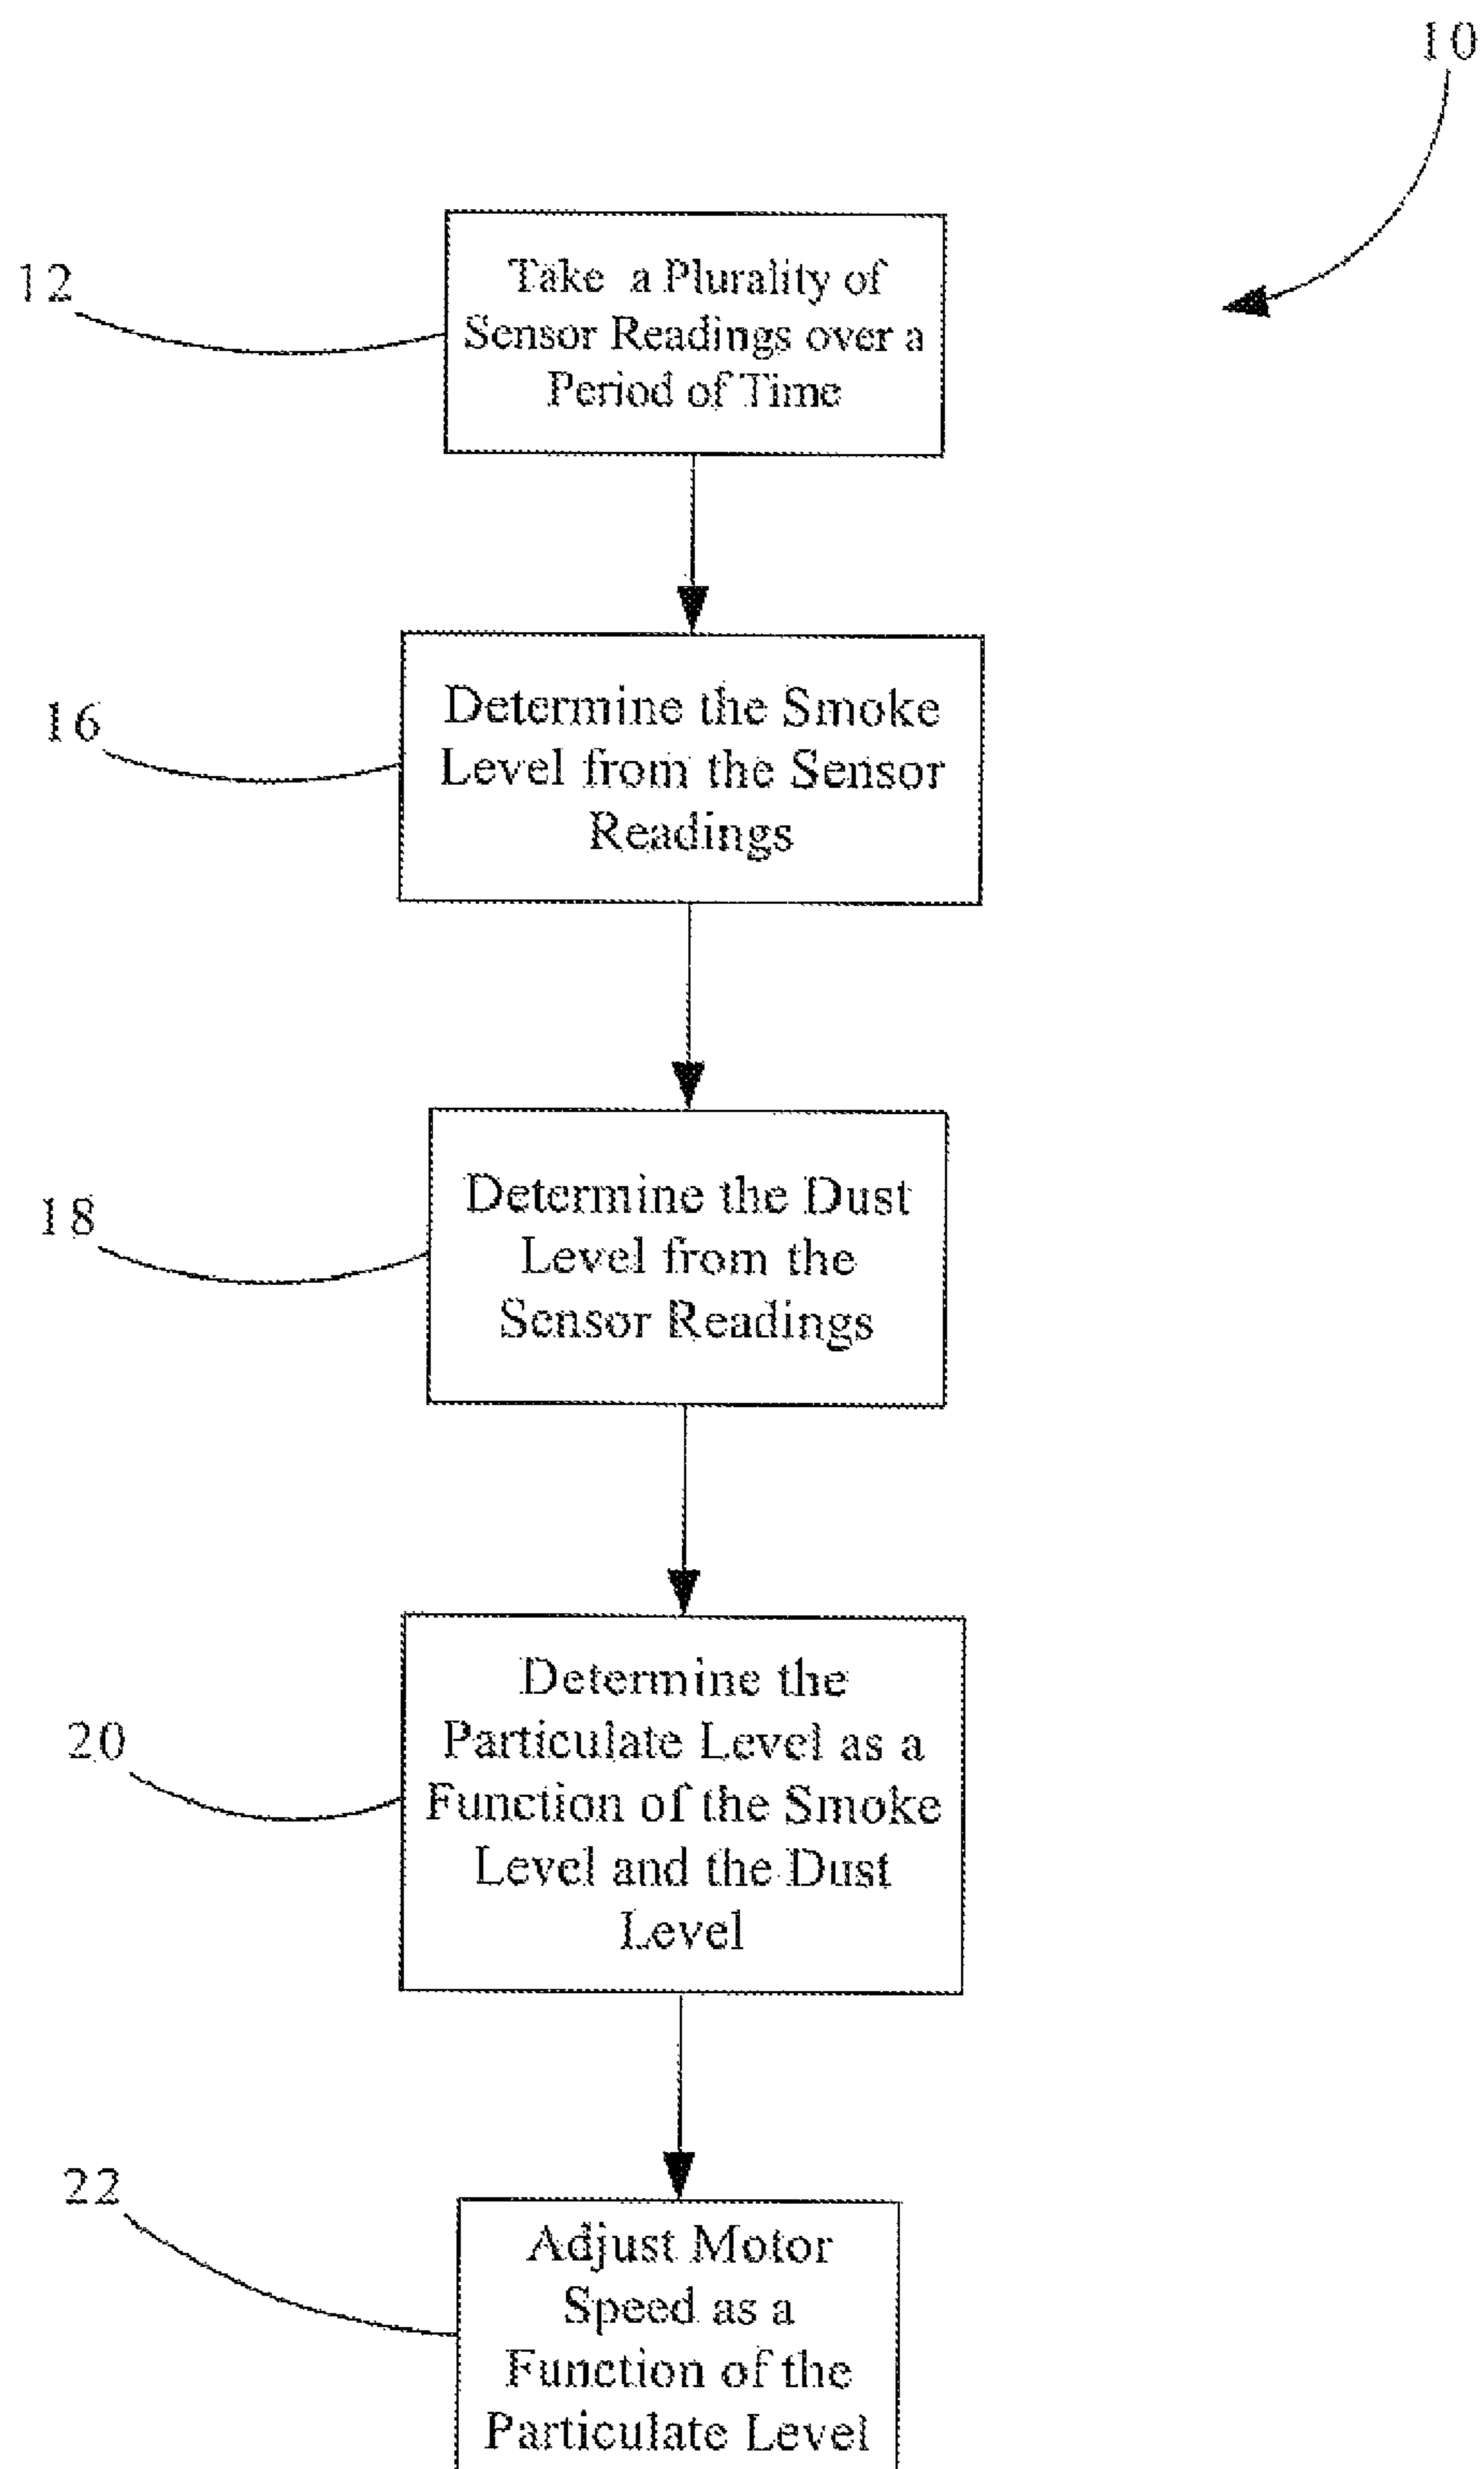 10
12
Take a Plurality of
Sensor Readings over a
Period of Time
16
Determine the Smoke
Level from the Sensor
Readings
18
Determine the Dust
Level from the
Sensor Readings
20
Determine the
Particulate Level as a
Function of the Smoke
Level and the Dust
Level
22
Adjust Motor
Speed as a
Function of the
Particulate Level